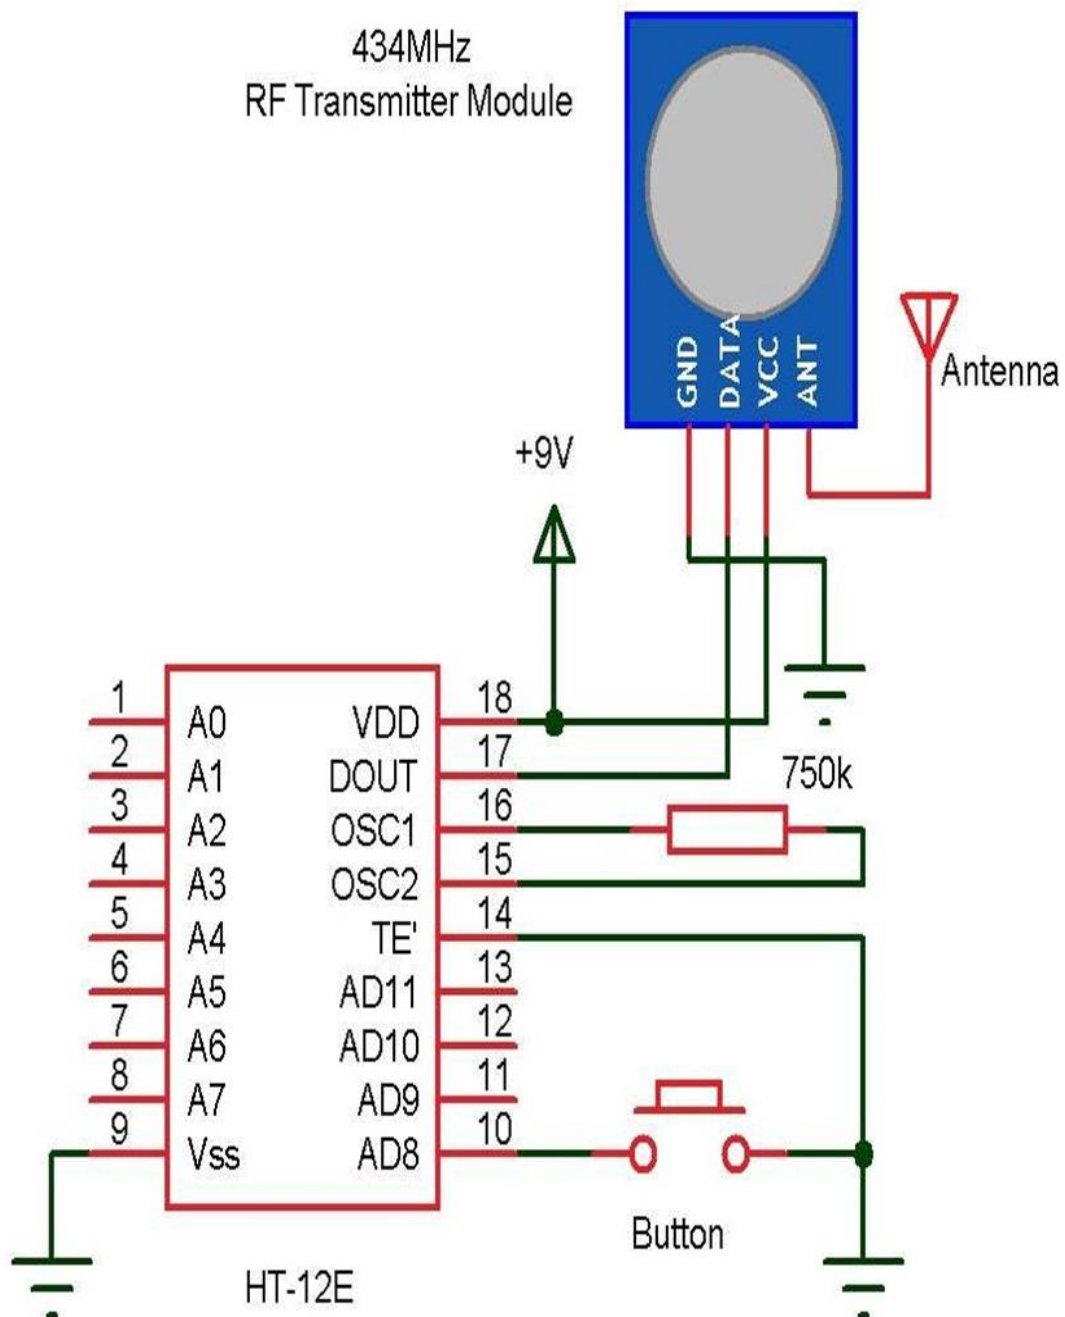 434MHz
RF Transmitter Module
GND
DATA
VCC
ANT
Antenna
+9V
1 A0 VDD 18
2 A1 DOUT 17
750k
3 A2 OSC1 16
4 A3 OSC2 15
5 A4 TE' 14
6 A5 AD11 13
7 A6 AD10 12
8 A7 AD9 11
9 Vss AD8 10
Button
HT-12E